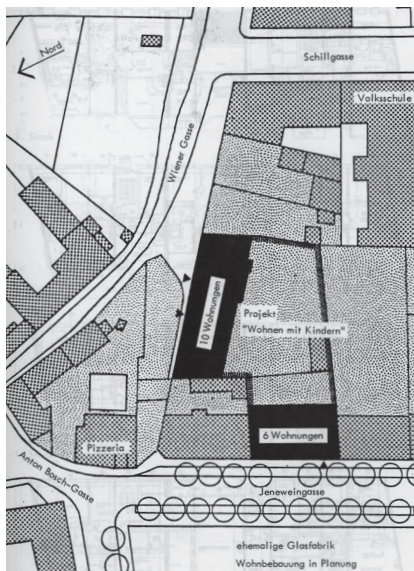 Nord
Schillgasse
Volksschule
Wiener Gasse
10 Wohnungen
Projekt
"Wohnen mit Kindern"
6 Wohnungen
Pizzeria
Anton Bosch-Gasse
Jeneweingasse
ehemalige Glasfabrik
Wohnbebauung in Planung